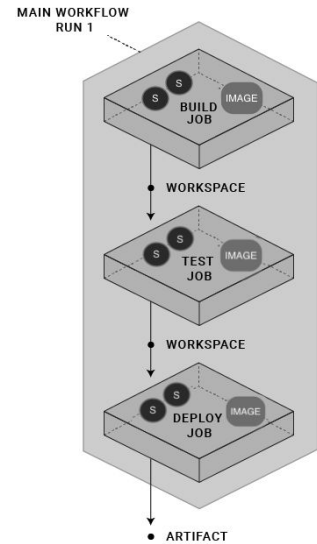 MAIN WORKFLOW
RUN 1
S
S
IMAGE
BUILD
JOB
WORKSPACE
S
S
IMAGE
TEST
JOB
WORKSPACE
S
S
IMAGE
DEPLOY
JOB
ARTIFACT